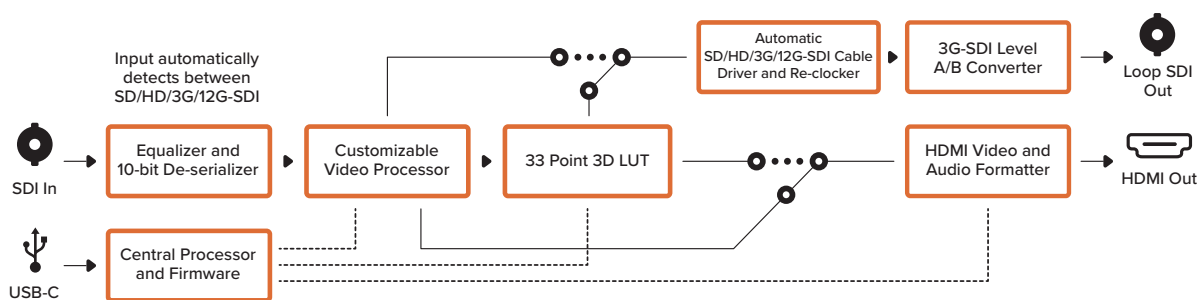 Input automatically
detects between
SD/HD/3G/12G-SDI
Automatic
SD/HD/3G/12G-SDI Cable
Driver and Re-clocker
3G-SDI Level
A/B Converter
Loop SDI
Out
SDI In
Equalizer and
10-bit De-serializer
Customizable
Video Processor
33 Point 3D LUT
HDMI Video and
Audio Formatter
HDMI Out
USB-C
Central Processor
and Firmware